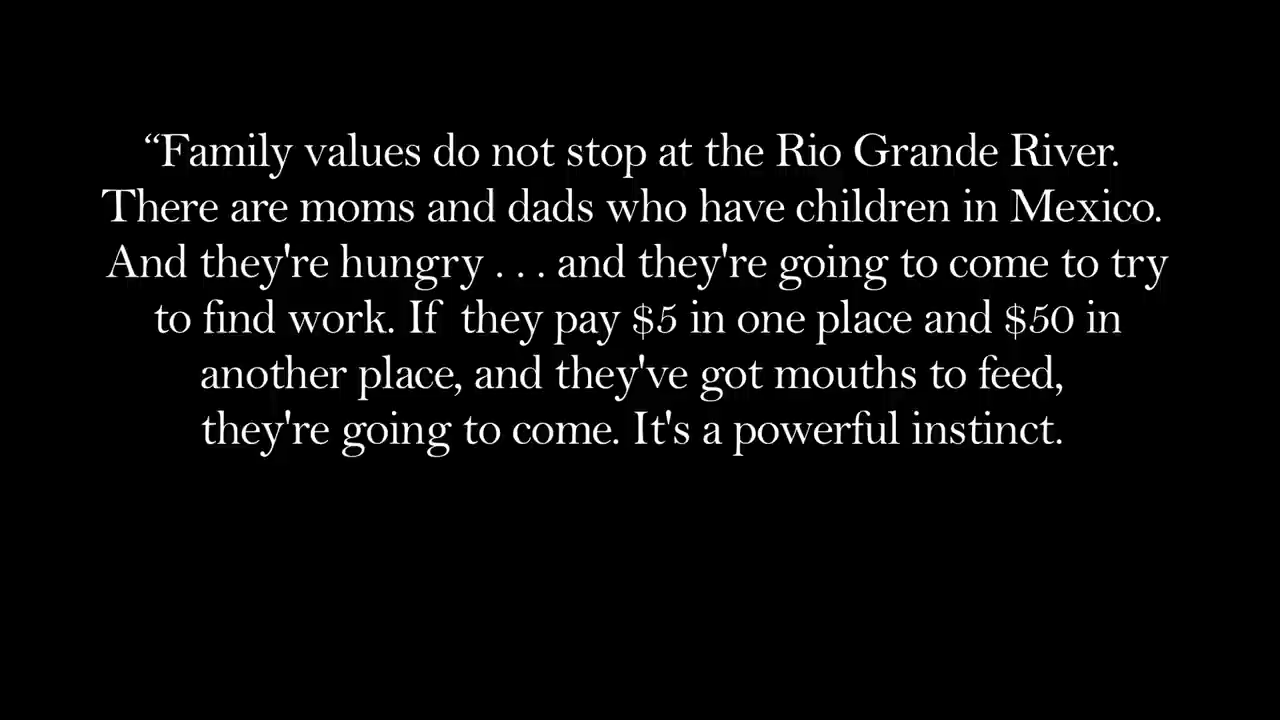 “Family values do not stop at the Rio Grande River.
There are moms and dads who have children in Mexico.
And they're hungry . . . and they're going to come to try
to find work. If  they pay $5 in one place and $50 in
another place, and they've got mouths to feed,
they're going to come. It's a powerful instinct.